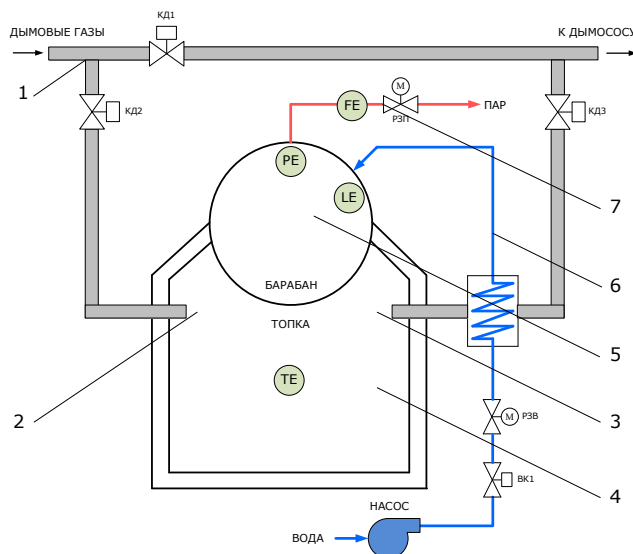 КД1
ДЫМОВЫЕ ГАЗЫ
К ДЫМОСОСУ
1
КД2
КД3
FE
M
РЗП
ПАР
PE
LE
7
6
БАРАБАН
ТОПКА
5
TE
2
3
M
РЗВ
4
ВК1
НАСОС
ВОДА